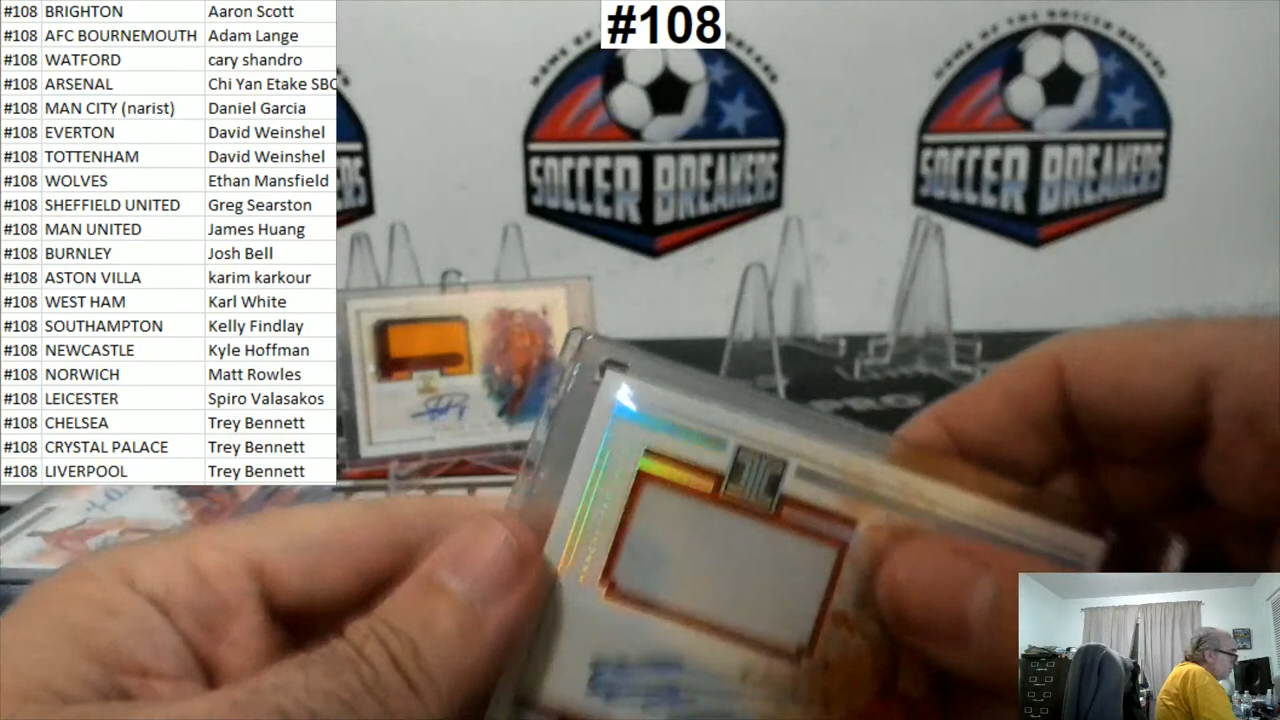 #108 BRIGHTON Aaron Scott
#108 AFC BOURNEMOUTH Adam Lange
#108 WATFORD cary shandro
#108 ARSENAL Chi Yan Etake SBC
#108 MAN CITY (narist) Daniel Garcia
#108 EVERTON David Weinshel
#108 TOTTENHAM David Weinshel
#108 WOLVES Ethan Mansfield
#108 SHEFFIELD UNITED Greg Searston
#108 MAN UNITED James Huang
#108 BURNLEY Josh Bell
#108 ASTON VILLA karim karkour
#108 WEST HAM Karl White
#108 SOUTHAMPTON Kelly Findlay
#108 NEWCASTLE Kyle Hoffman
#108 NORWICH Matt Rowles
#108 LEICESTER Spiro Valasakos
#108 CHELSEA Trey Bennett
#108 CRYSTAL PALACE Trey Bennett
#108 LIVERPOOL Trey Bennett
#108
SOCCER BREAKERS
HOME OF THE SOCCER BREAKS
SOCCER BREAKERS